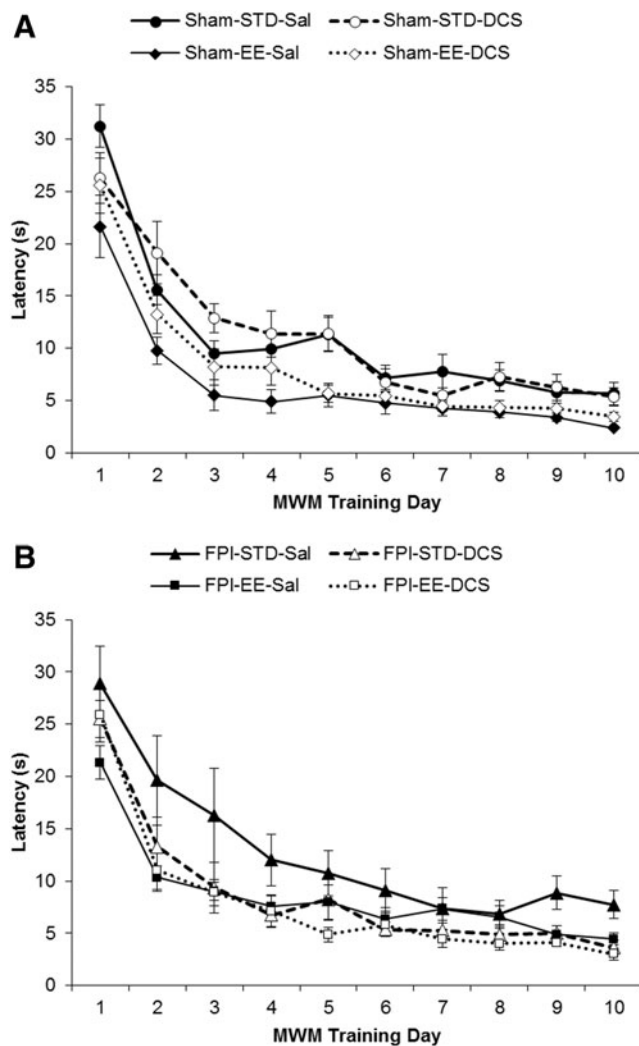 A
Sham-STD-Sal Sham-STD-DCS
Sham-EE-Sal Sham-EE-DCS
35
30
25
20
15
10
5
0
Latency (s)
1 2 3 4 5 6 7 8 9 10
MWM Training Day
B
FPI-STD-Sal FPI-STD-DCS
FPI-EE-Sal FPI-EE-DCS
35
30
25
20
15
10
5
0
Latency (s)
1 2 3 4 5 6 7 8 9 10
MWM Training Day